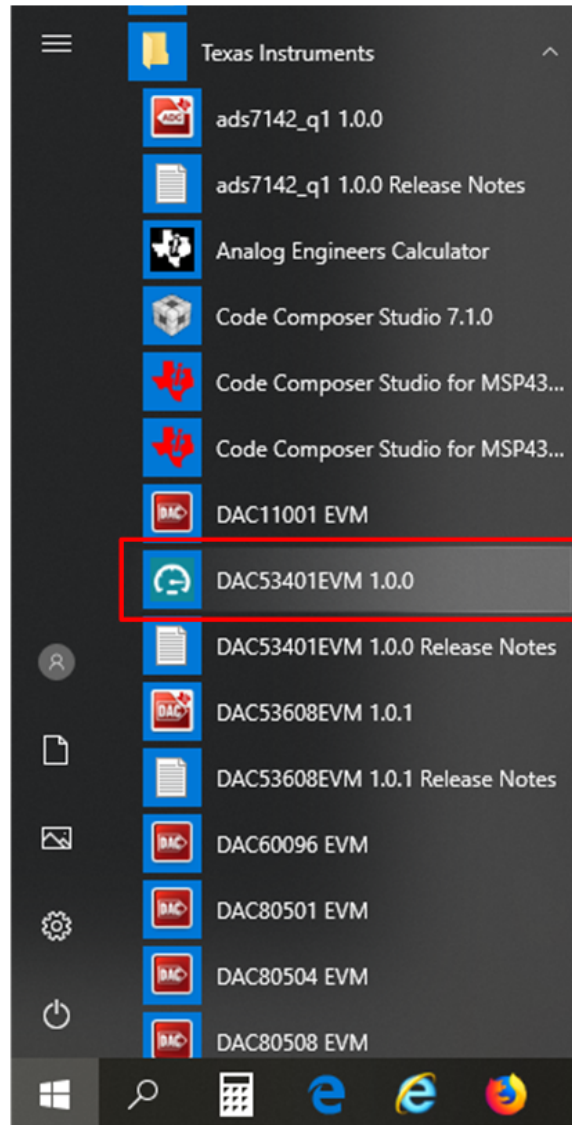 Texas Instruments
ads7142_q1 1.0.0
ads7142_q1 1.0.0 Release Notes
Analog Engineers Calculator
Code Composer Studio 7.1.0
Code Composer Studio for MSP43...
Code Composer Studio for MSP43...
DAC11001 EVM
DAC53401EVM 1.0.0
DAC53401EVM 1.0.0 Release Notes
DAC53608EVM 1.0.1
DAC53608EVM 1.0.1 Release Notes
DAC60096 EVM
DAC80501 EVM
DAC80504 EVM
DAC80508 EVM